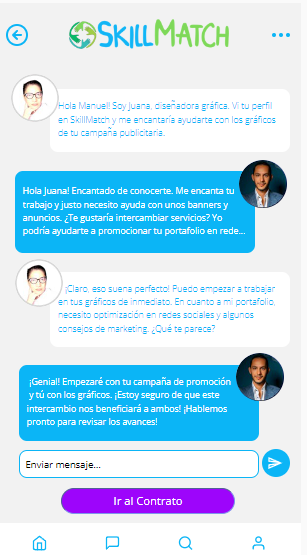 SKILLMATCH
Hola Manuel! Soy Juana, diseñadora gráfica. Vi tu perfil
en SkillMatch y me encantaría ayudarte con los gráficos
de tu campaña publicitaria.
Hola Juana! Encantado de conocerte. Me encanta tu
trabajo y justo necesito ayuda con unos banners y
anuncios. ¿Te gustaría intercambiar servicios? Yo
podría ayudarte a promocionar tu portafolio en rede...
¡Claro, eso suena perfecto! Puedo empezar a trabajar
en tus gráficos de inmediato. En cuanto a mi portafolio,
necesito optimización en redes sociales y algunos
consejos de marketing. ¿Qué te parece?
¡Genial! Empezaré con tu campaña de promoción
y tú con los gráficos. ¡Estoy seguro de que este
intercambio nos beneficiará a ambos! ¡Hablemos
pronto para revisar los avances!
Enviar mensaje...
Ir al Contrato